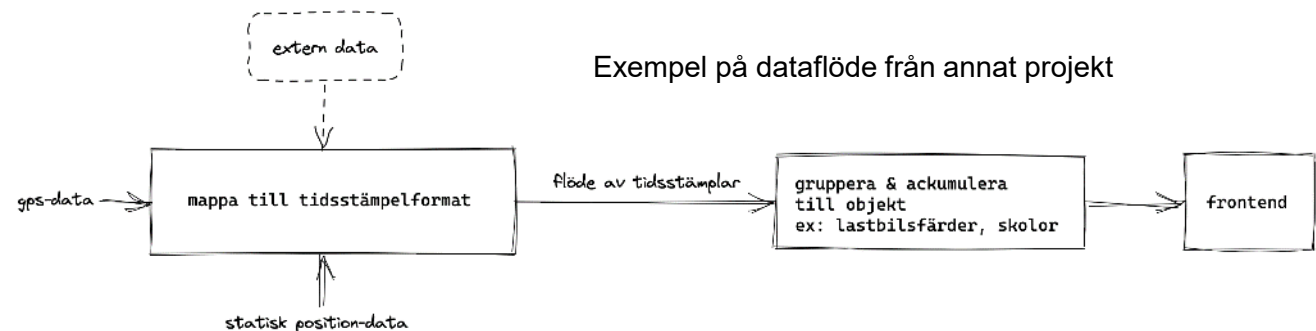 extern data
Exempel på dataflöde från annat projekt
gps-data
mappa till tidsstämpelformat
flöde av tidsstämplar
gruppera & ackumulera
till objekt
ex: lastbilsfärder, skolor
frontend
statisk position-data